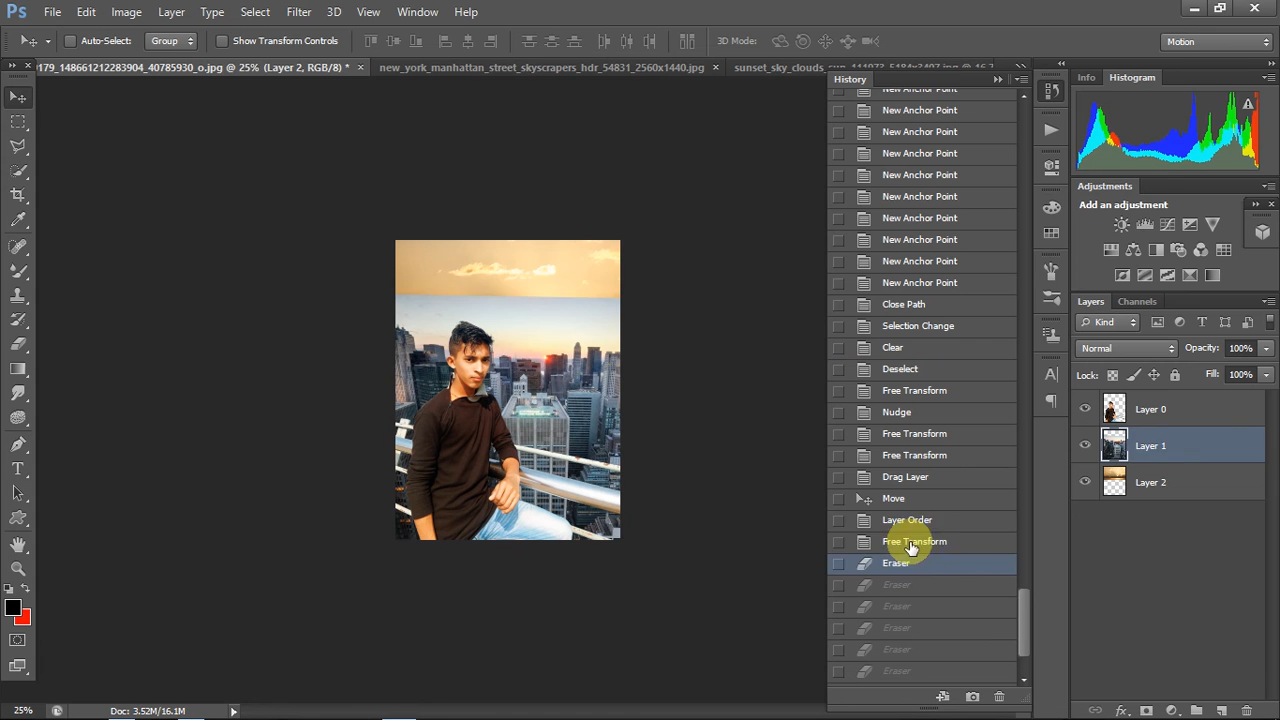 Ps File Edit Image Layer Type Select Filter 3D View Window Help
Auto-Select: Group Show Transform Controls 3D Mode: Motion
179_148661212283904_40785930_o.jpg @ 25% (Layer 2, RGB/8) * × new_york_manhattan_street_skyscrapers_hdr_54831_2560x1440.jpg ×
History
New Anchor Point
New Anchor Point
New Anchor Point
New Anchor Point
New Anchor Point
New Anchor Point
New Anchor Point
New Anchor Point
New Anchor Point
New Anchor Point
Close Path
Selection Change
Clear
Deselect
Free Transform
Nudge
Free Transform
Free Transform
Drag Layer
Move
Layer Order
Free Transform
Eraser
Eraser
Eraser
Eraser
Eraser
Eraser
Info Histogram
Adjustments
Add an adjustment
Layers Channels
Kind
Normal Opacity: 100%
Lock: Fill: 100%
Layer 0
Layer 1
Layer 2
25% Doc: 3.52M/16.1M